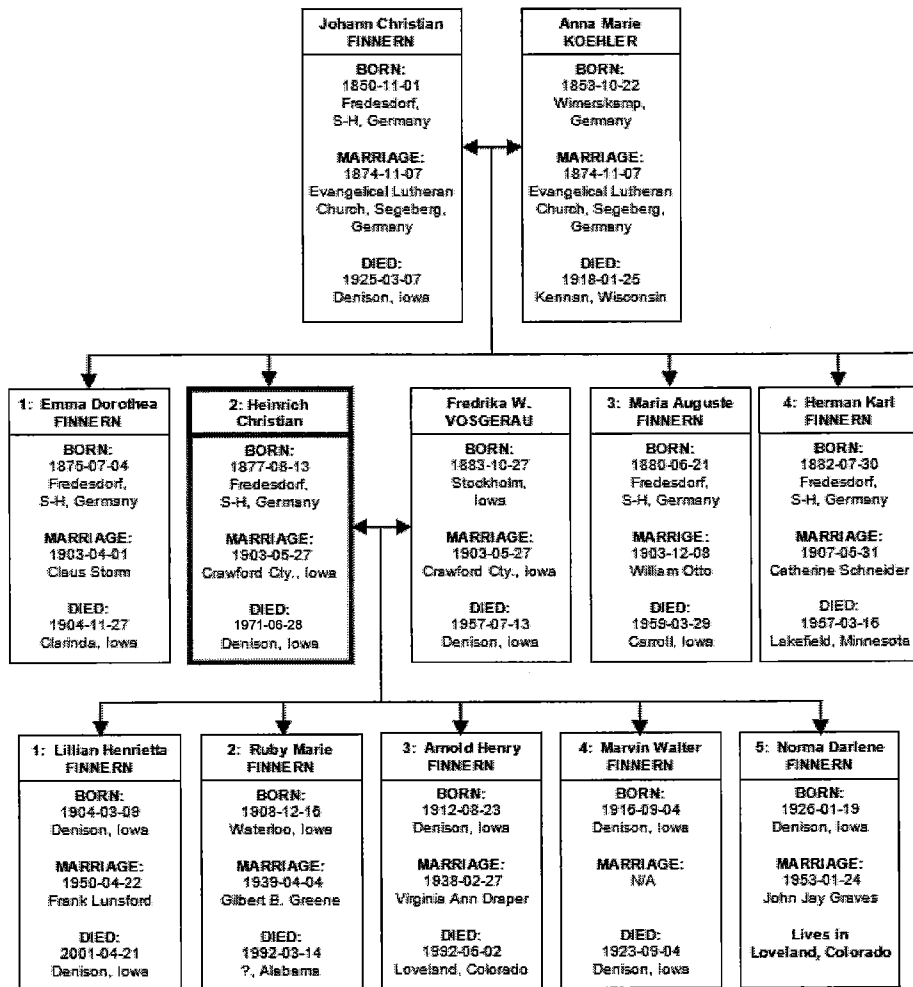 Johann Christian
FINNERN
BORN:
1850-11-01
Fredesdorf,
S-H, Germany
MARRIAGE:
1874-11-07
Evangelical Lutheran
Church, Segeberg,
Germany
DIED:
1925-03-07
Denison, Iowa
Anna Marie
KOEHLER
BORN:
1853-10-22
Wimerskamp,
Germany
MARRIAGE:
1874-11-07
Evangelical Lutheran
Church, Segeberg,
Germany
DIED:
1918-01-25
Kennan, Wisconsin
1: Emma Dorothea
FINNERN
BORN:
1875-07-04
Fredesdorf,
S-H, Germany
MARRIAGE:
1903-04-01
Claus Storm
DIED:
1904-11-27
Clarinda, Iowa
2: Heinrich
Christian
BORN:
1877-08-13
Fredesdorf,
S-H, Germany
MARRIAGE:
1903-05-27
Crawford Cty., Iowa
DIED:
1971-06-28
Denison, Iowa
Fredrika W.
VOSGERAU
BORN:
1883-10-27
Stockholm,
Iowa
MARRIAGE:
1903-05-27
Crawford Cty., Iowa
DIED:
1957-07-13
Denison, Iowa
3: Maria Auguste
FINNERN
BORN:
1880-06-21
Fredesdorf,
S-H, Germany
MARRIGE:
1903-12-08
William Otto
DIED:
1959-03-29
Carroll, Iowa
4: Herman Karl
FINNERN
BORN:
1882-07-30
Fredesdorf,
S-H, Germany
MARRIAGE:
1907-05-31
Catherine Schneider
DIED:
1957-03-16
Lakefield, Minnesota
1: Lillian Henrietta
FINNERN
BORN:
1904-03-09
Denison, Iowa
MARRIAGE:
1950-04-22
Frank Lunsford
DIED:
2001-04-21
Denison, Iowa
2: Ruby Marie
FINNERN
BORN:
1908-12-16
Waterloo, Iowa
MARRIAGE:
1939-04-04
Gilbert B. Greene
DIED:
1992-03-14
?, Alabama
3: Arnold Henry
FINNERN
BORN:
1912-08-23
Denison, Iowa
MARRIAGE:
1938-02-27
Virginia Ann Draper
DIED:
1992-06-02
Loveland, Colorado
4: Marvin Walter
FINNERN
BORN:
1916-09-04
Denison, Iowa
MARRIAGE:
N/A
DIED:
1923-09-04
Denison, Iowa
5: Norma Darlene
FINNERN
BORN:
1926-01-19
Denison, Iowa
MARRIAGE:
1953-01-24
John Jay Graves
Lives in
Loveland, Colorado